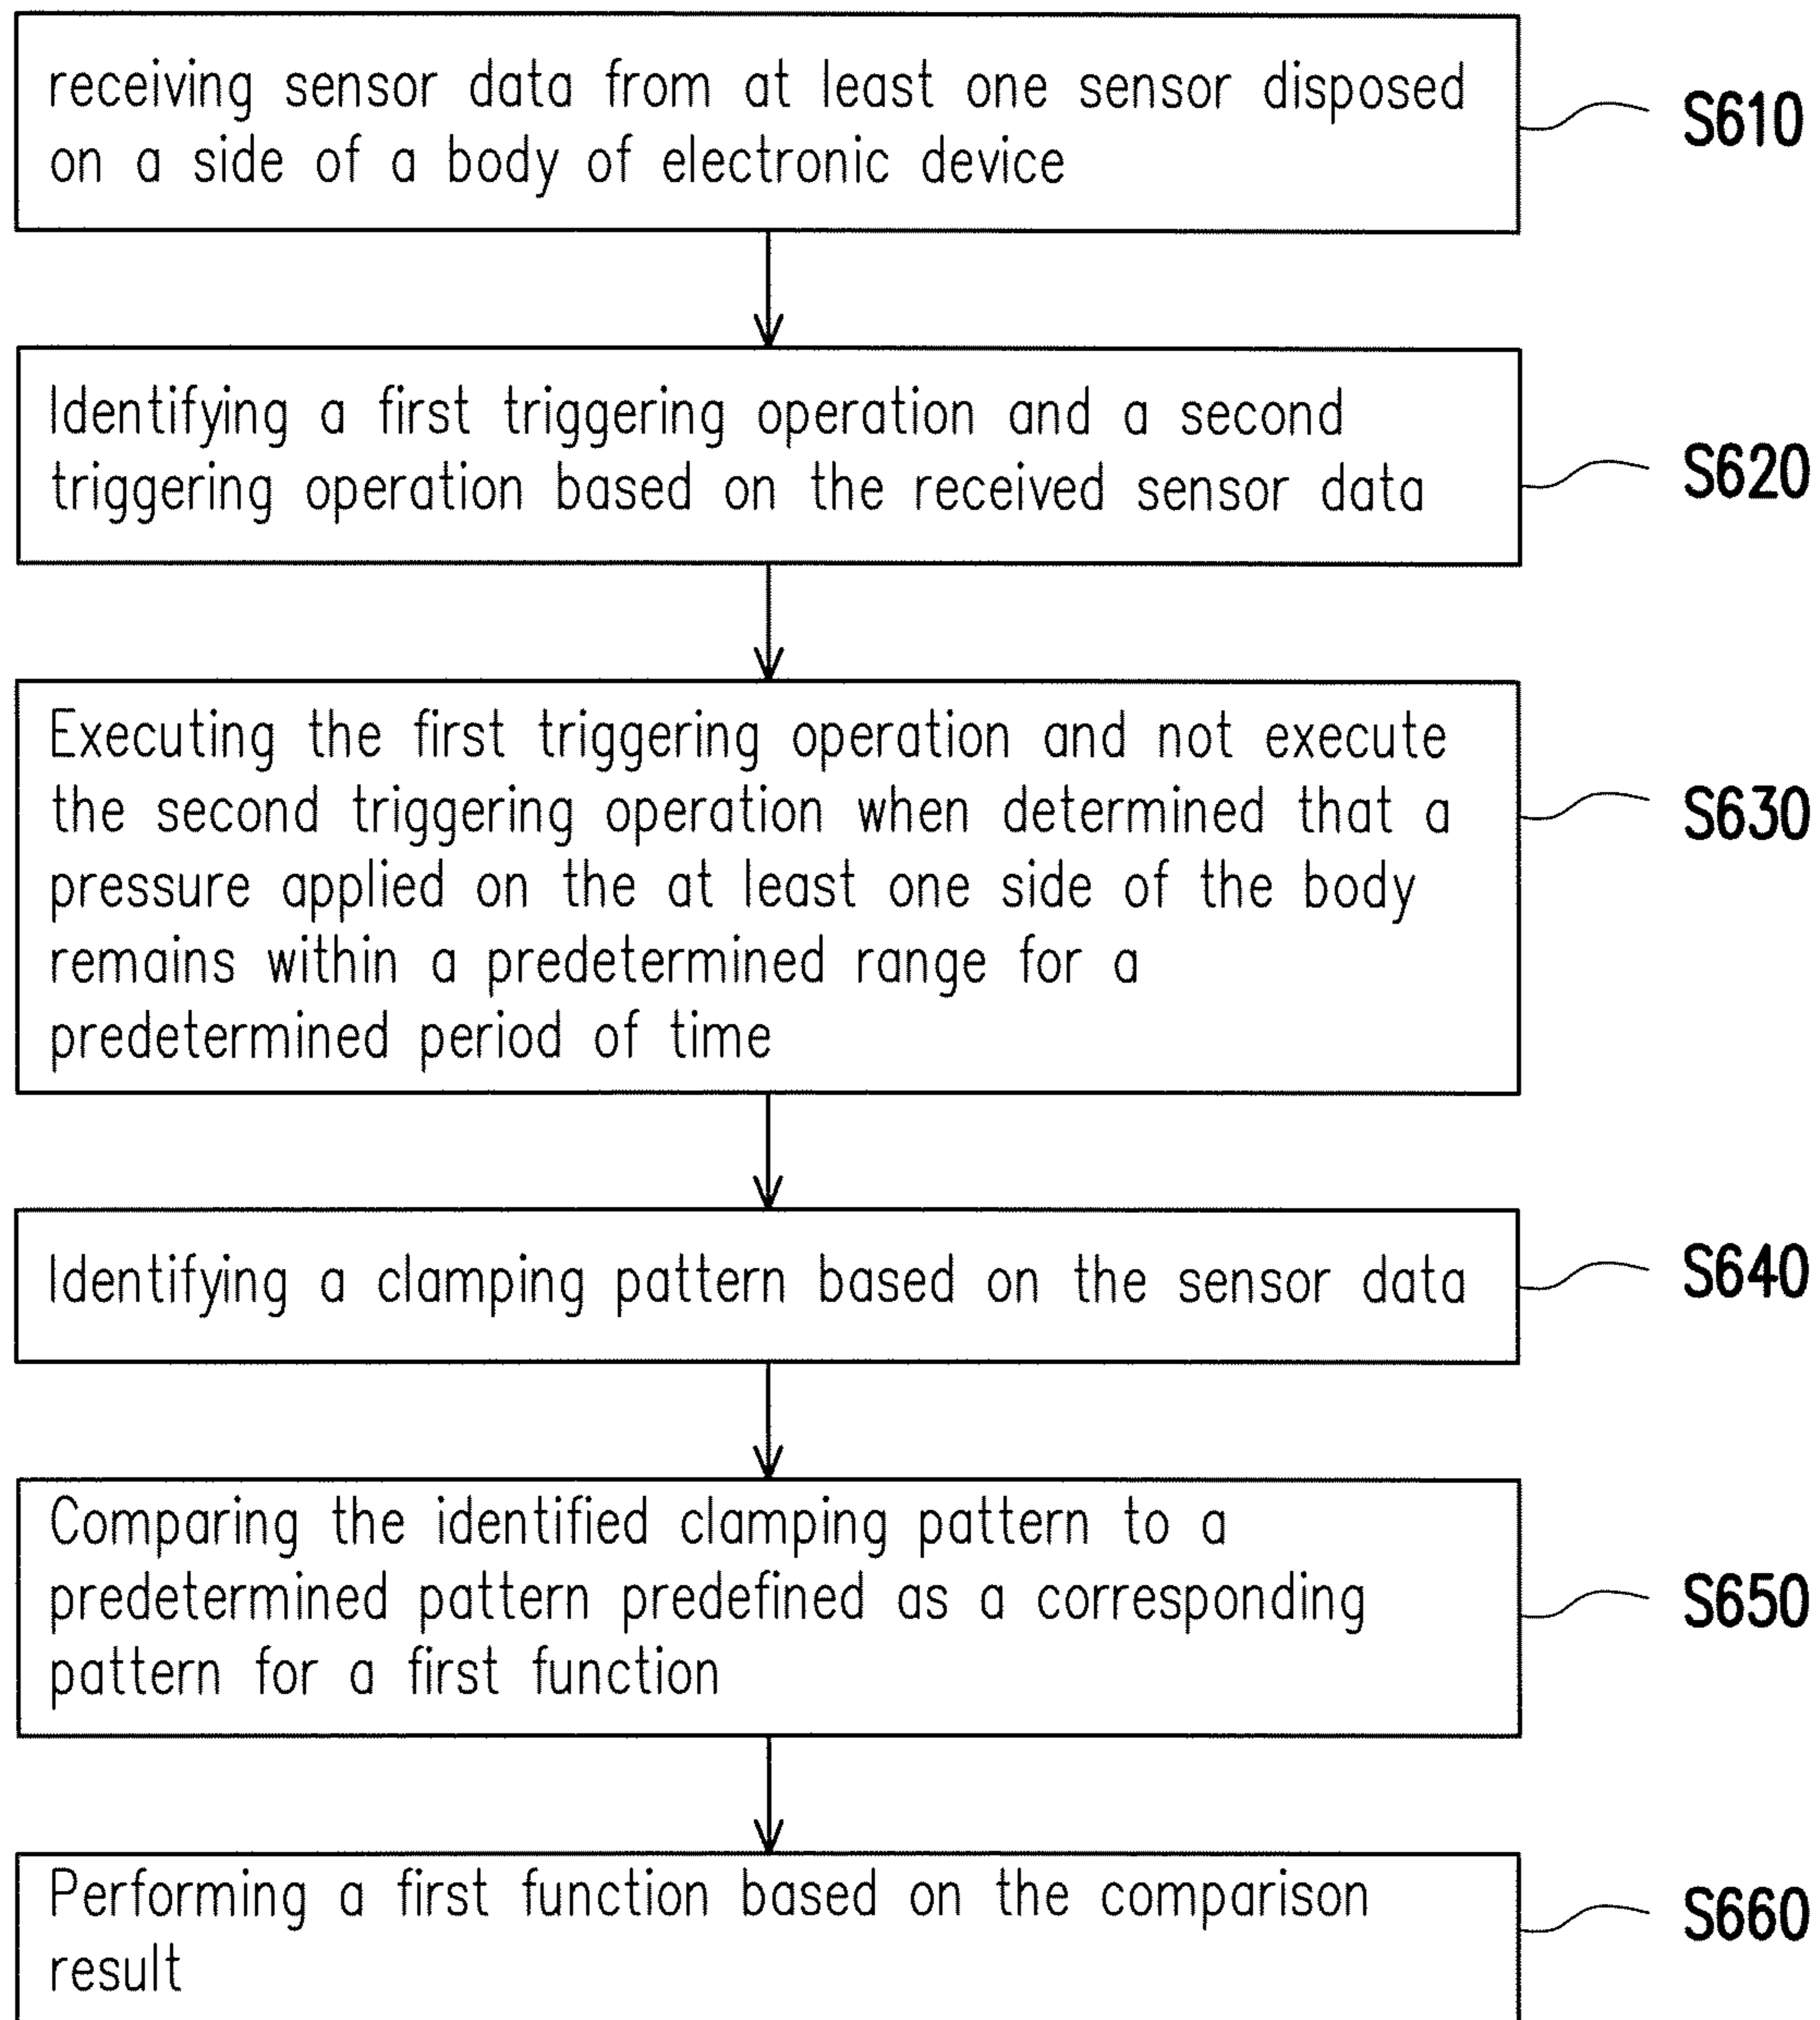 receiving sensor data from at least one sensor disposed
on a side of a body of electronic device
S610
Identifying a first triggering operation and a second
triggering operation based on the received sensor data
S620
Executing the first triggering operation and not execute
the second triggering operation when determined that a
pressure applied on the at least one side of the body
remains within a predetermined range for a
predetermined period of time
S630
Identifying a clamping pattern based on the sensor data
S640
Comparing the identified clamping pattern to a
predetermined pattern predefined as a corresponding
pattern for a first function
S650
Performing a first function based on the comparison
result
S660